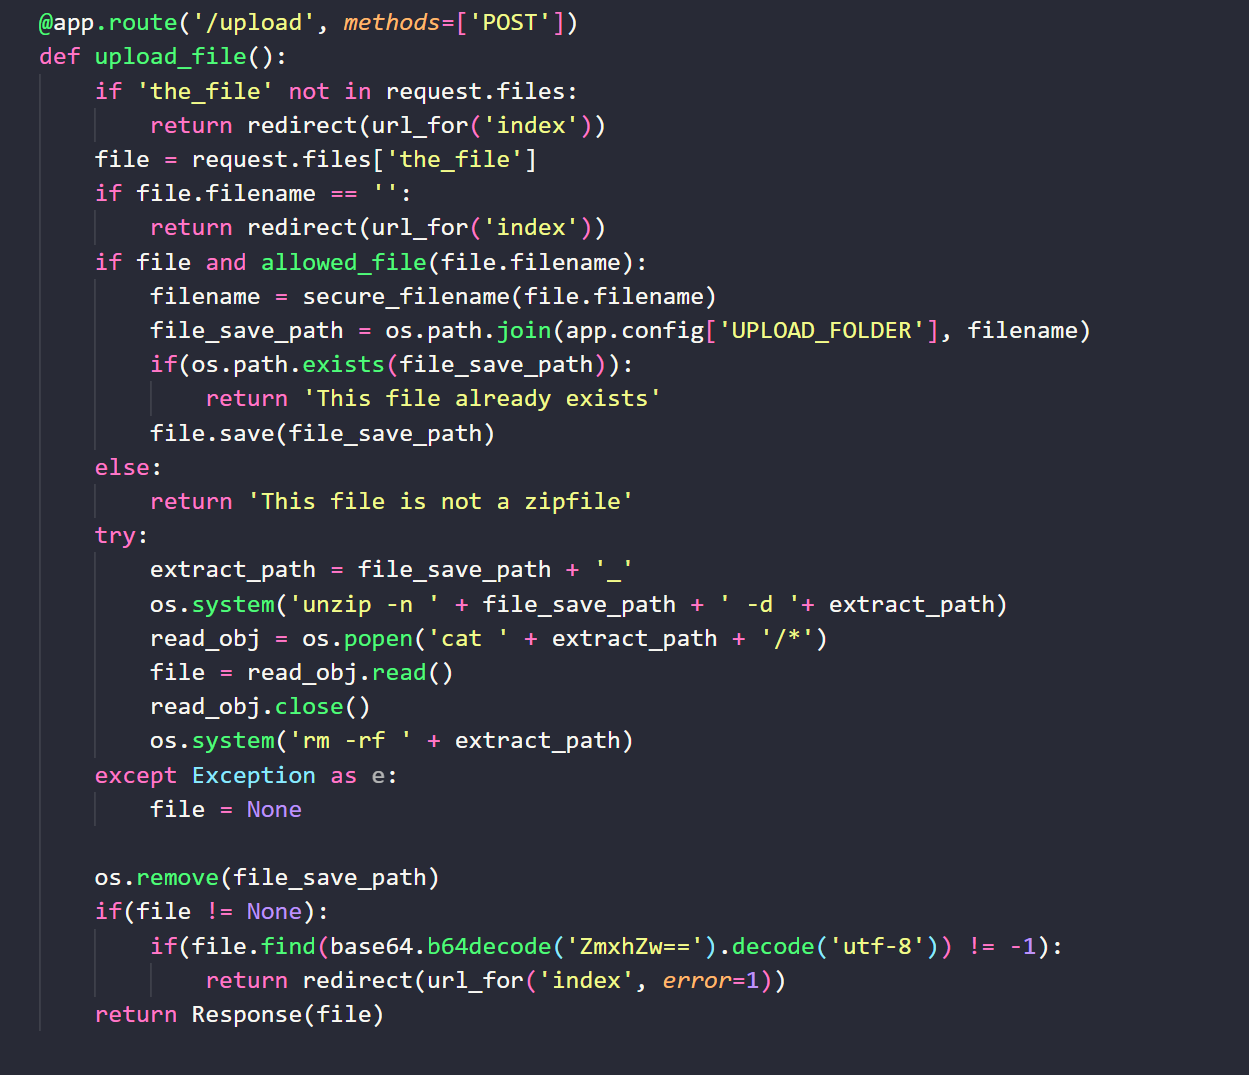 @app.route('/upload', methods=['POST'])
def upload_file():
    if 'the_file' not in request.files:
        return redirect(url_for('index'))
    file = request.files['the_file']
    if file.filename == '':
        return redirect(url_for('index'))
    if file and allowed_file(file.filename):
        filename = secure_filename(file.filename)
        file_save_path = os.path.join(app.config['UPLOAD_FOLDER'], filename)
        if(os.path.exists(file_save_path)):
            return 'This file already exists'
        file.save(file_save_path)
    else:
        return 'This file is not a zipfile'
    try:
        extract_path = file_save_path + '_'
        os.system('unzip -n ' + file_save_path + ' -d '+ extract_path)
        read_obj = os.popen('cat ' + extract_path + '/*')
        file = read_obj.read()
        read_obj.close()
        os.system('rm -rf ' + extract_path)
    except Exception as e:
        file = None

    os.remove(file_save_path)
    if(file != None):
        if(file.find(base64.b64decode('ZmxhZw==').decode('utf-8')) != -1):
            return redirect(url_for('index', error=1))
    return Response(file)